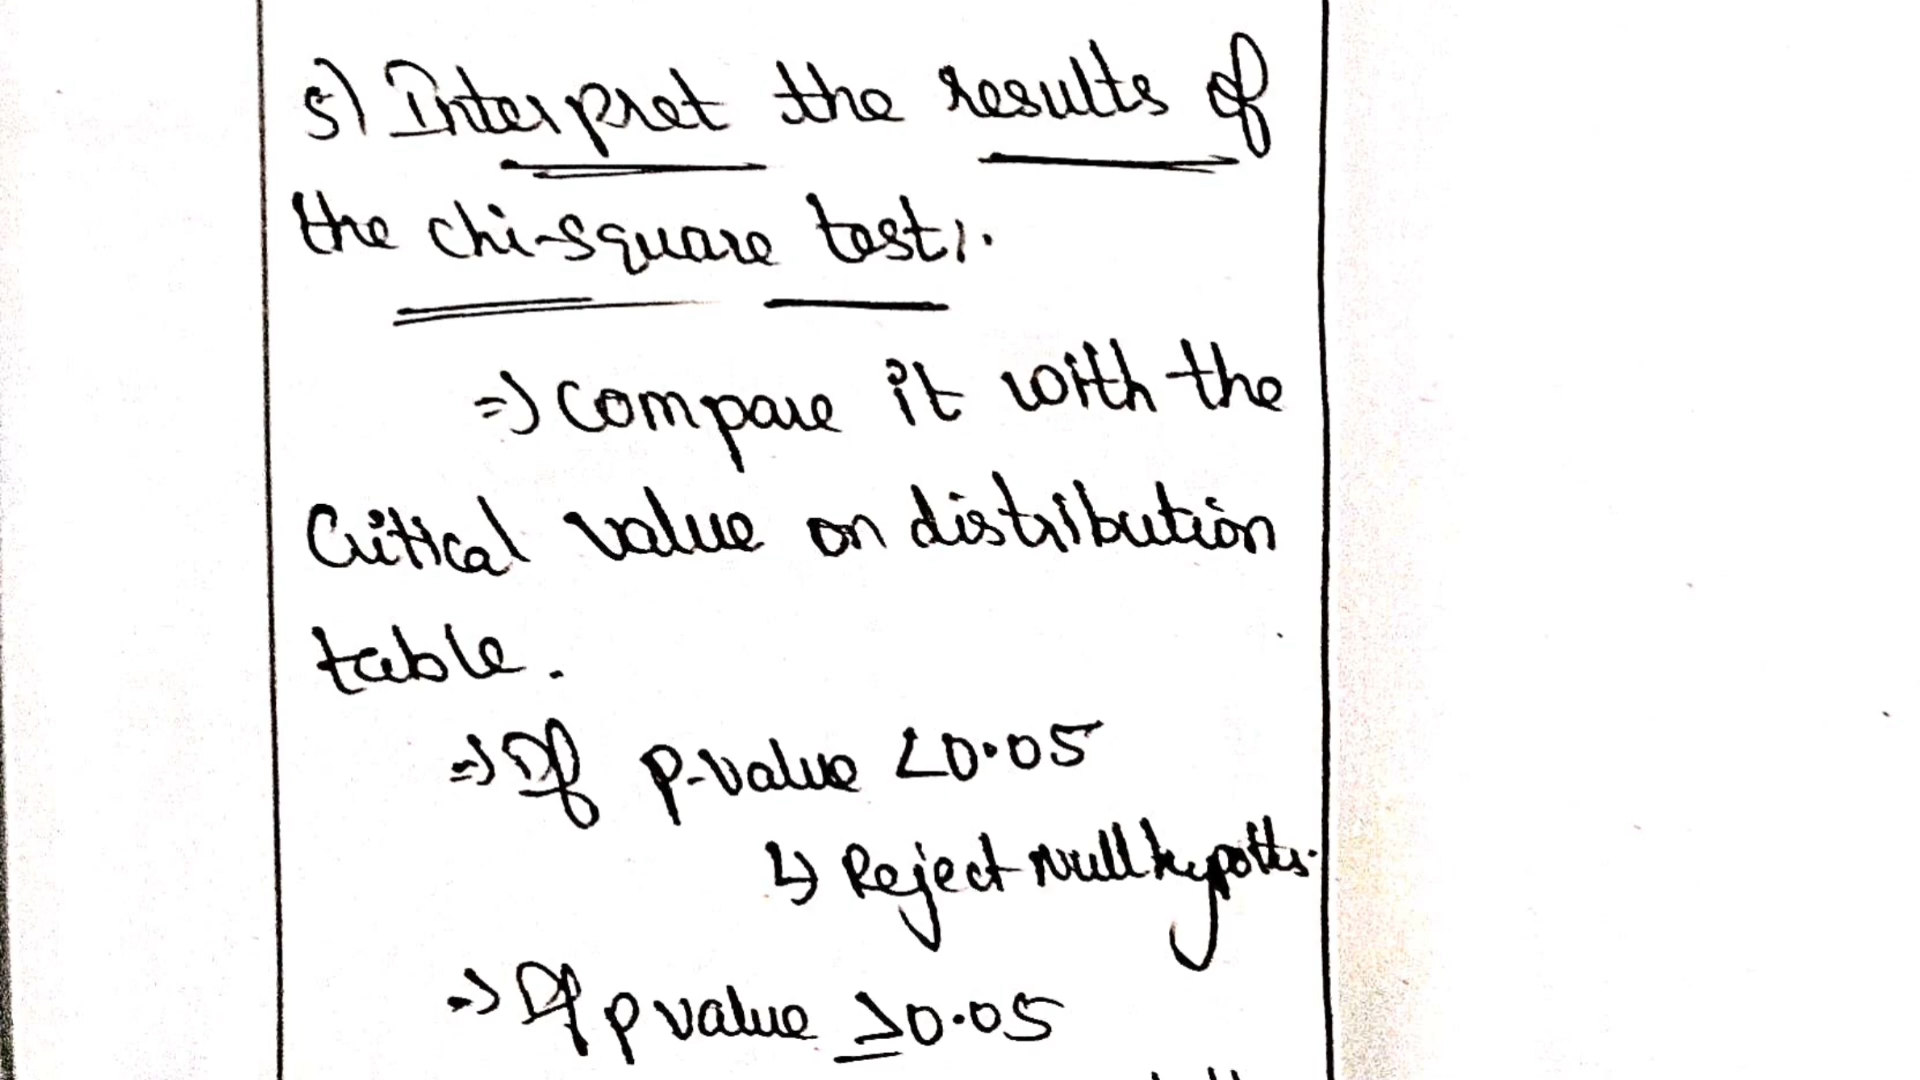 5) Interpret the results of
the chi-square test:.
=> Compare it with the
Critical value on distribution
table.
=> If p-value <0.05
↳ Reject Null hypoths.
=> If p value ≥0.05